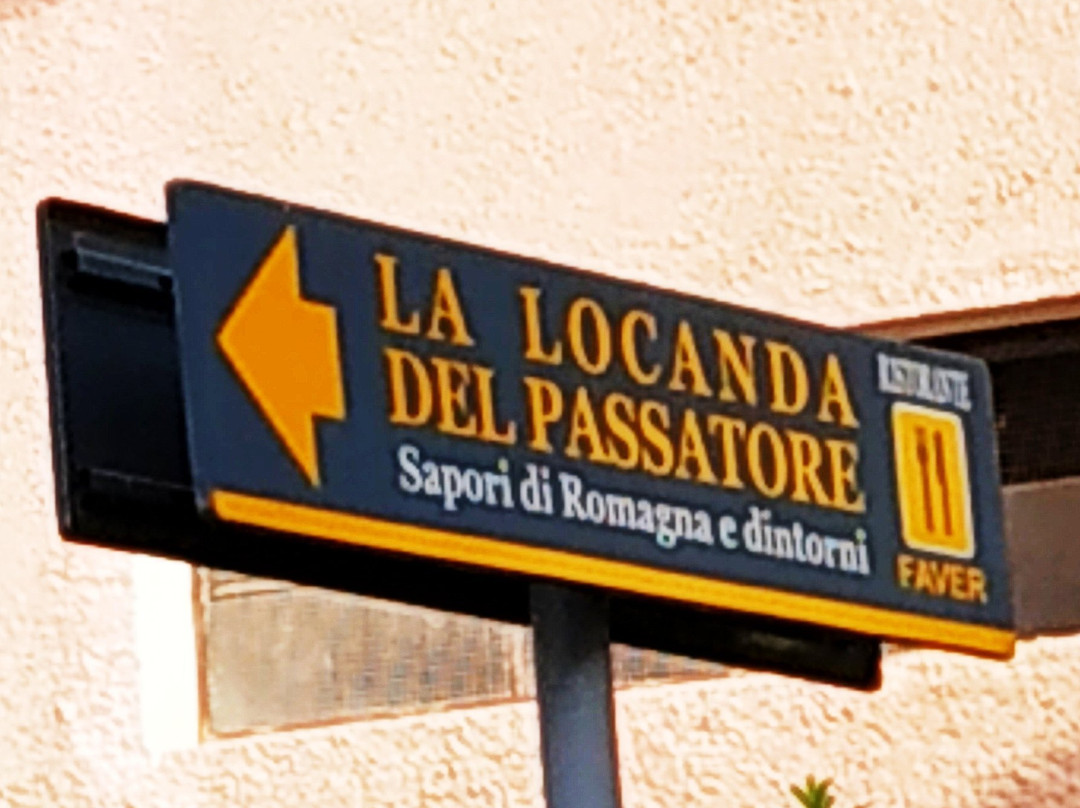 LA LOCANDA
DEL PASSATORE
Sapori di Romagna e dintorni
RISTORANTE
FAVER